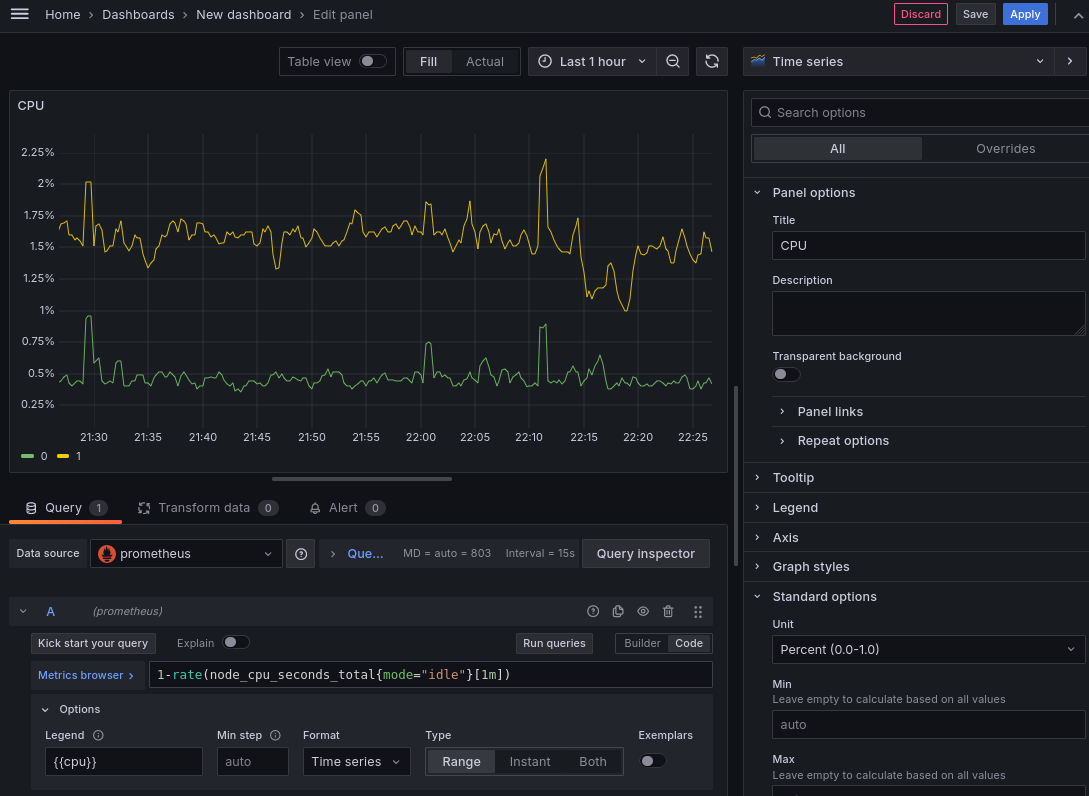 Home › Dashboards › New dashboard › Edit panel
Discard Save Apply
Table view Fill Actual Last 1 hour
Time series
CPU
2.25%
2%
1.75%
1.5%
1.25%
1%
0.75%
0.5%
0.25%
21:30 21:35 21:40 21:45 21:50 21:55 22:00 22:05 22:10 22:15 22:20 22:25
0 1
Query 1 Transform data 0 Alert 0
Data source prometheus Que... MD = auto = 803 Interval = 15s Query inspector
A (prometheus)
Kick start your query Explain Run queries Builder Code
Metrics browser › 1-rate(node_cpu_seconds_total{mode="idle"}[1m])
Options
Legend Min step Format Type Exemplars
{{cpu}} auto Time series Range Instant Both
Search options
All Overrides
Panel options
Title
CPU
Description
Transparent background
Panel links
Repeat options
Tooltip
Legend
Axis
Graph styles
Standard options
Unit
Percent (0.0-1.0)
Min
Leave empty to calculate based on all values
auto
Max
Leave empty to calculate based on all values